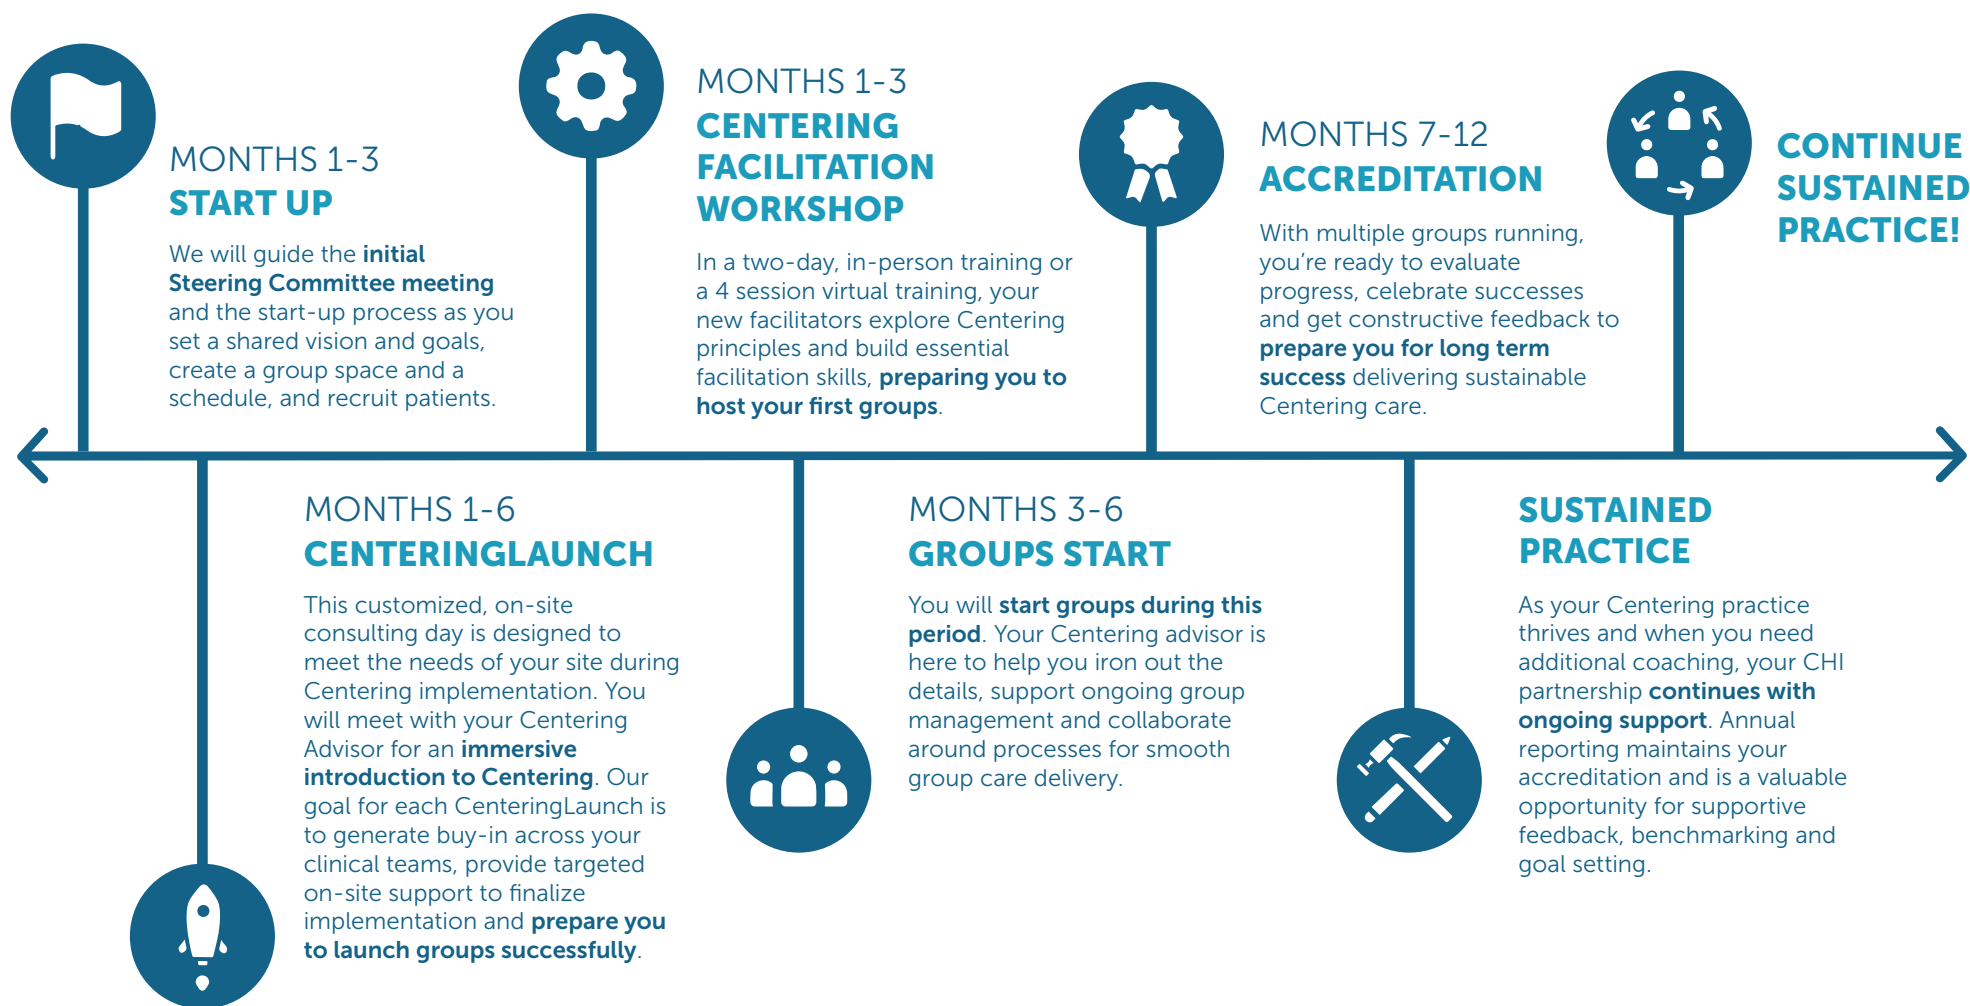 MONTHS 1-3
START UP
We will guide the initial
Steering Committee meeting
and the start-up process as you
set a shared vision and goals,
create a group space and a
schedule, and recruit patients.
MONTHS 1-6
CENTERINGLAUNCH
This customized, on-site
consulting day is designed to
meet the needs of your site during
Centering implementation. You
will meet with your Centering
Advisor for an immersive
introduction to Centering. Our
goal for each CenteringLaunch is
to generate buy-in across your
clinical teams, provide targeted
on-site support to finalize
implementation and prepare you
to launch groups successfully.
MONTHS 1-3
CENTERING
FACILITATION
WORKSHOP
In a two-day, in-person training or
a 4 session virtual training, your
new facilitators explore Centering
principles and build essential
facilitation skills, preparing you to
host your first groups.
MONTHS 3-6
GROUPS START
You will start groups during this
period. Your Centering advisor is
here to help you iron out the
details, support ongoing group
management and collaborate
around processes for smooth
group care delivery.
MONTHS 7-12
ACCREDITATION
With multiple groups running,
you're ready to evaluate
progress, celebrate successes
and get constructive feedback to
prepare you for long term
success delivering sustainable
Centering care.
SUSTAINED
PRACTICE
As your Centering practice
thrives and when you need
additional coaching, your CHI
partnership continues with
ongoing support. Annual
reporting maintains your
accreditation and is a valuable
opportunity for supportive
feedback, benchmarking and
goal setting.
CONTINUE
SUSTAINED
PRACTICE!